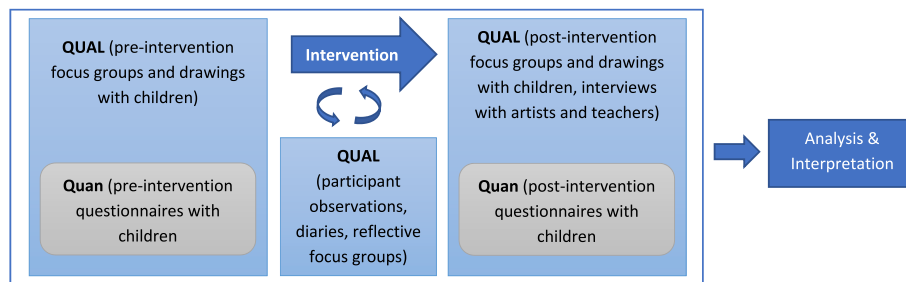 QUAL (pre-intervention
focus groups and drawings
with children)
Quan (pre-intervention
questionnaires with
children
Intervention
QUAL
(participant
observations,
diaries, reflective
focus groups)
QUAL (post-intervention
focus groups and drawings
with children, interviews
with artists and teachers)
Quan (post-intervention
questionnaires with
children
Analysis &
Interpretation